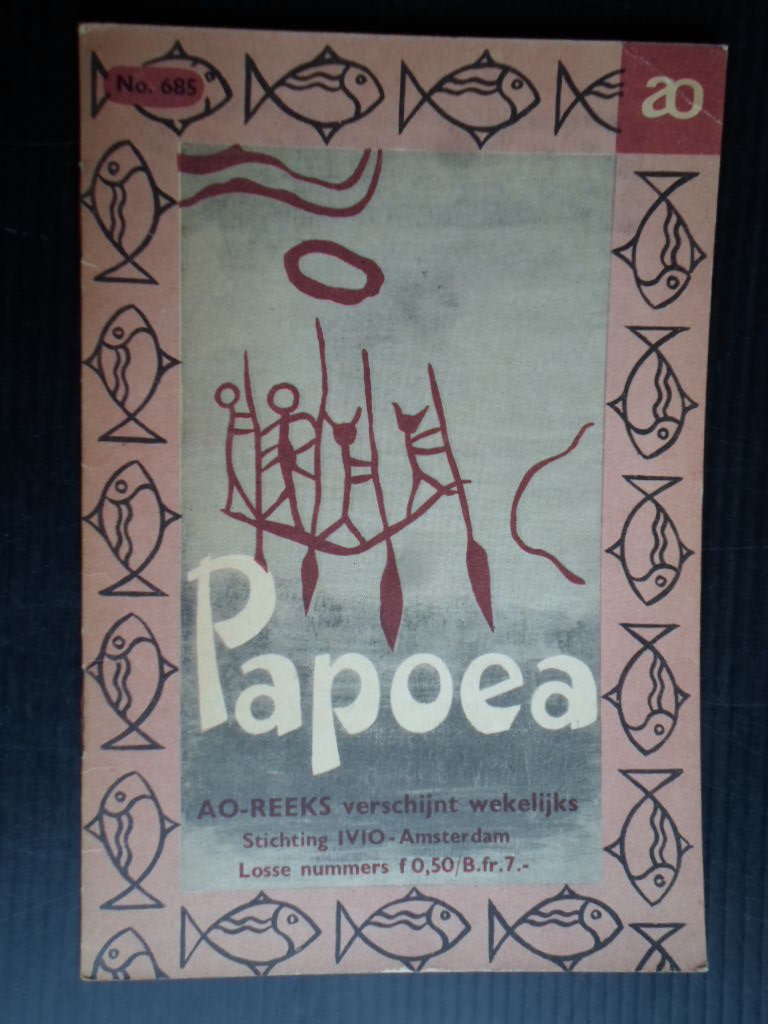 No. 685
ao
Papoea
AO-REEKS verschijnt wekelijks
Stichting IVIO-Amsterdam
Losse nummers f 0,50/B.fr.7.-